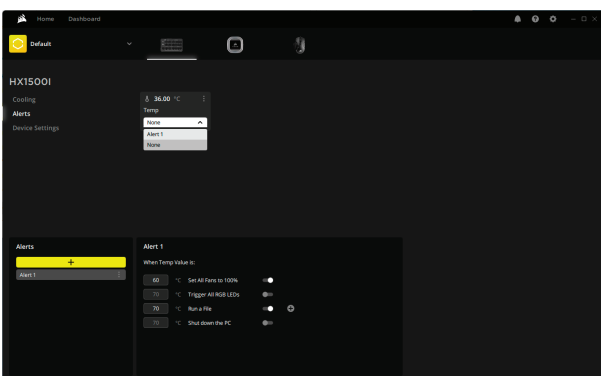 Home Dashboard
Default
HX1500I
Cooling
Alerts
Device Settings
36.00 °C
Temp
None
Alert 1
None
Alerts
+
Alert 1
Alert 1
When Temp Value is:
60 °C Set All Fans to 100%
70 °C Trigger All RGB LEDs
70 °C Run a File
70 °C Shut down the PC